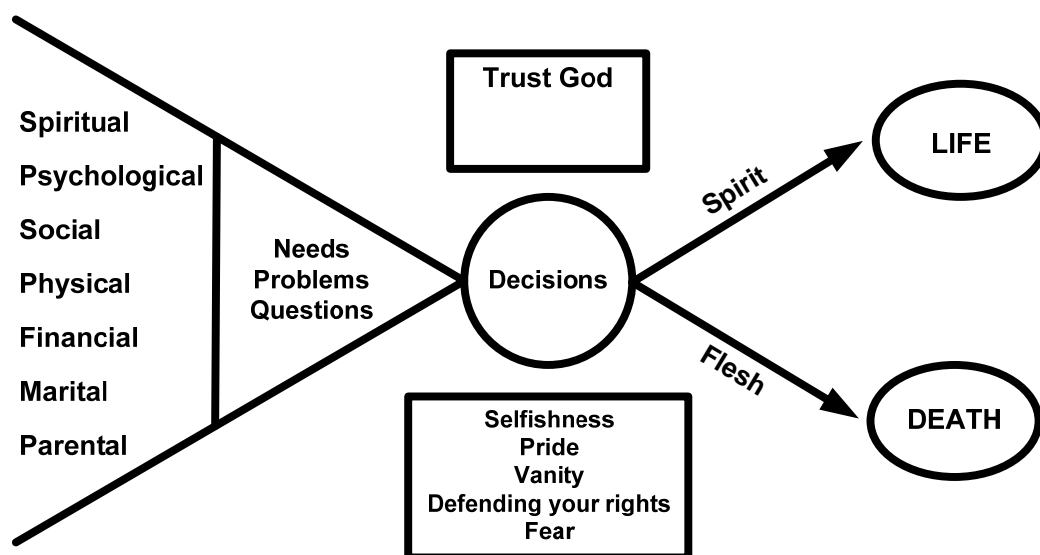 Spiritual
Psychological
Social
Physical
Financial
Marital
Parental
Needs
Problems
Questions
Trust God
Decisions
Selfishness
Pride
Vanity
Defending your rights
Fear
Spirit
Flesh
LIFE
DEATH